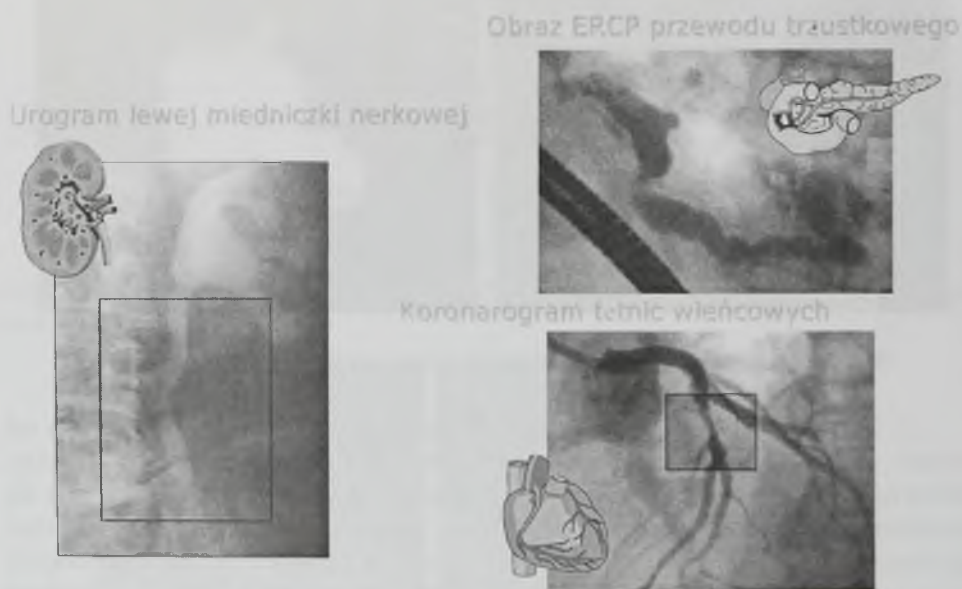 Obraz ERCP przewodu trzustkowego
Urogram lewej miedniczki nerkowej
Koronarogram tętnic wieńcowych